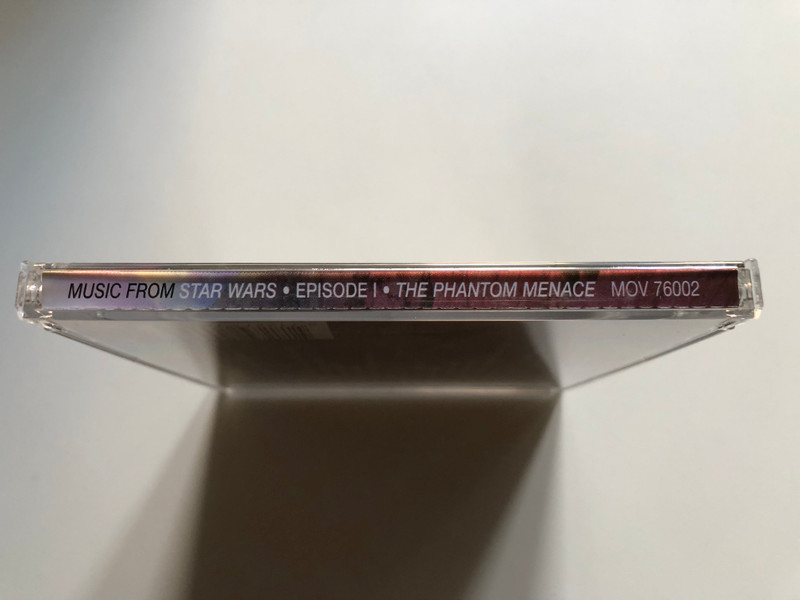 MUSIC FROM STAR WARS • EPISODE I • THE PHANTOM MENACE MOV 76002